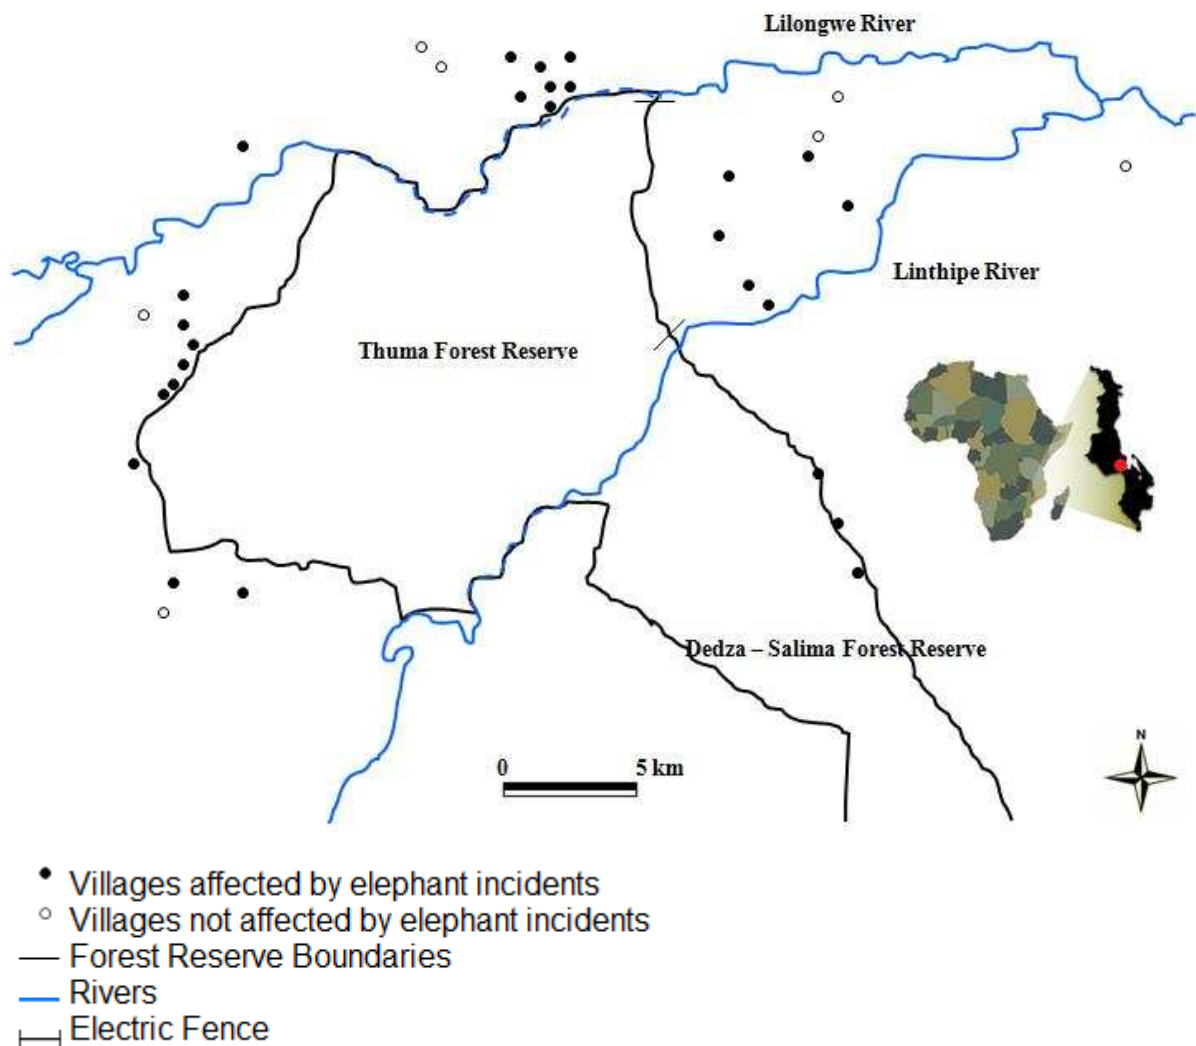 Lilongwe River
Linthipe River
Thuma Forest Reserve
Dedza – Salima Forest Reserve
0 5 km
N
Villages affected by elephant incidents
Villages not affected by elephant incidents
Forest Reserve Boundaries
Rivers
Electric Fence